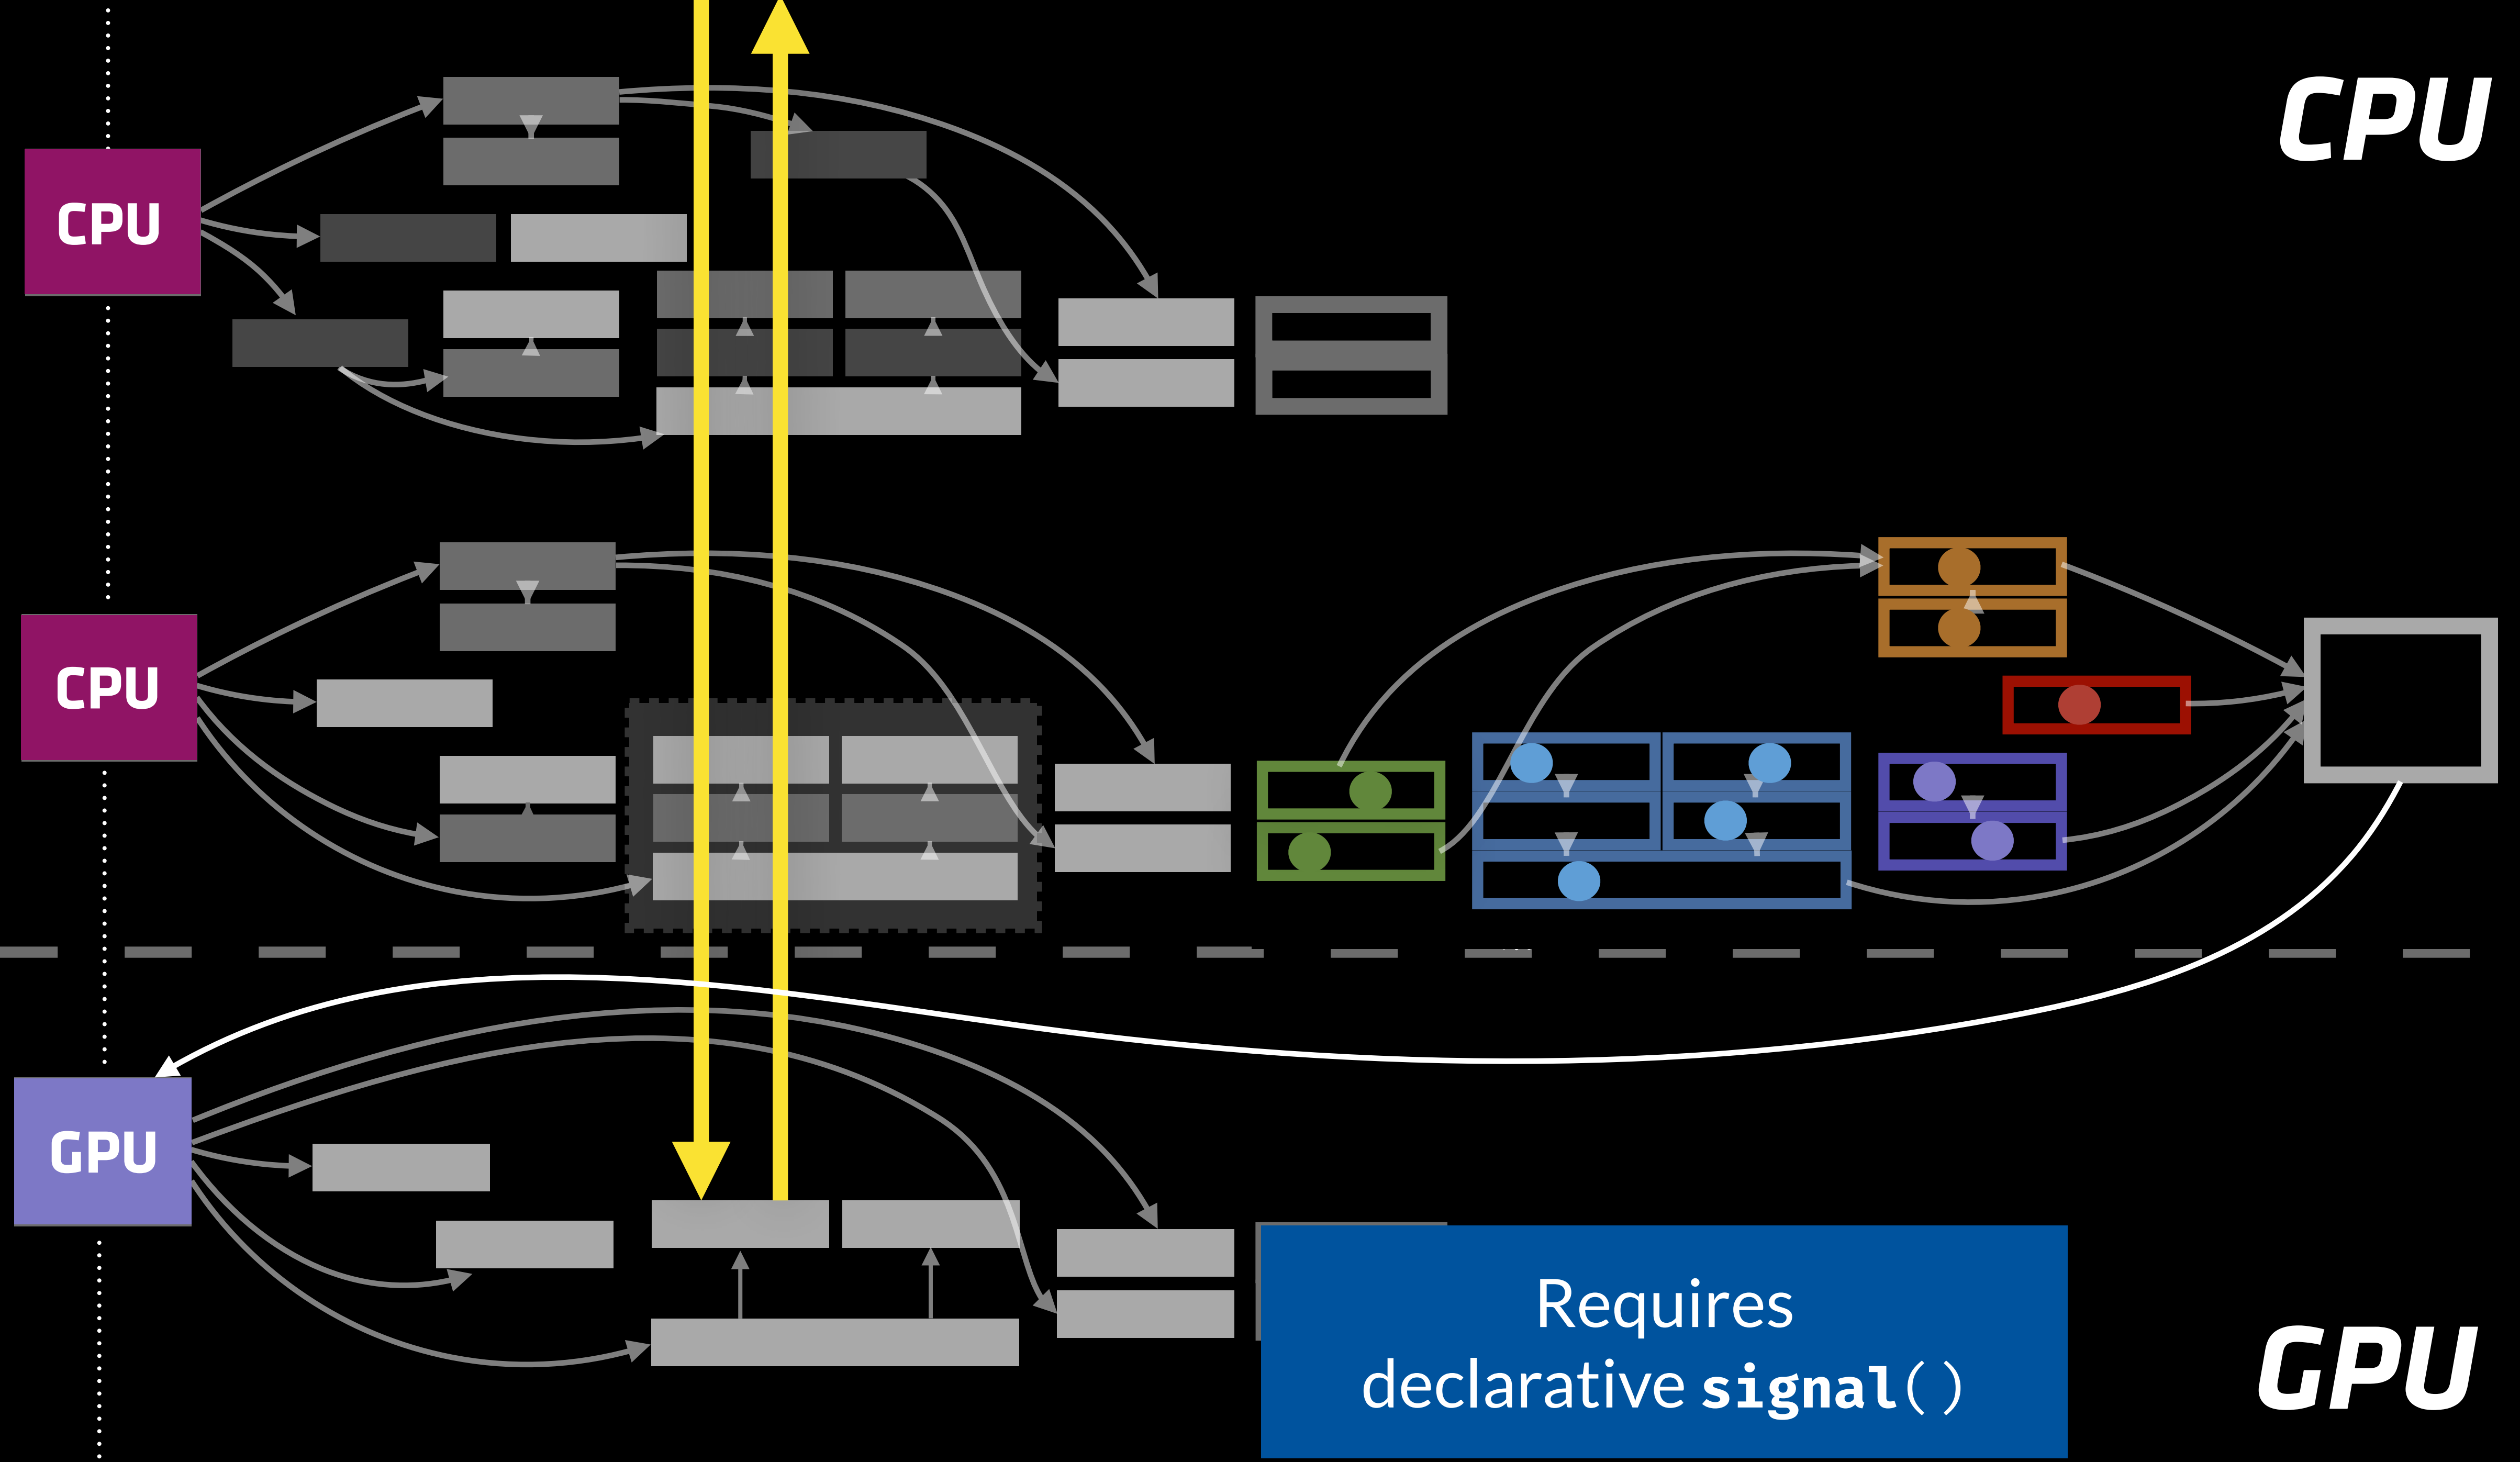 CPU
CPU
CPU
GPU
Requires
declarative signal()
GPU